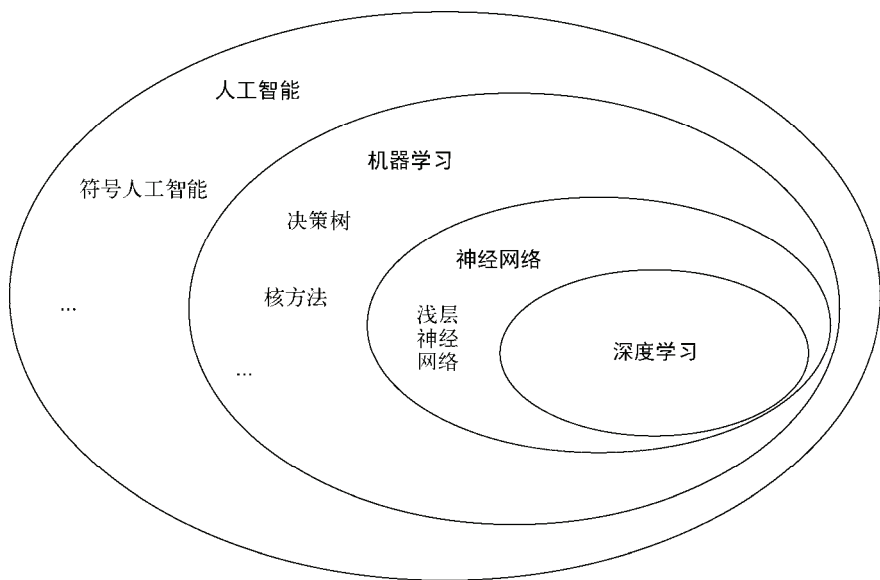 人工智能
机器学习
符号人工智能
决策树
神经网络
核方法
...
浅层
神经
网络
深度学习
...